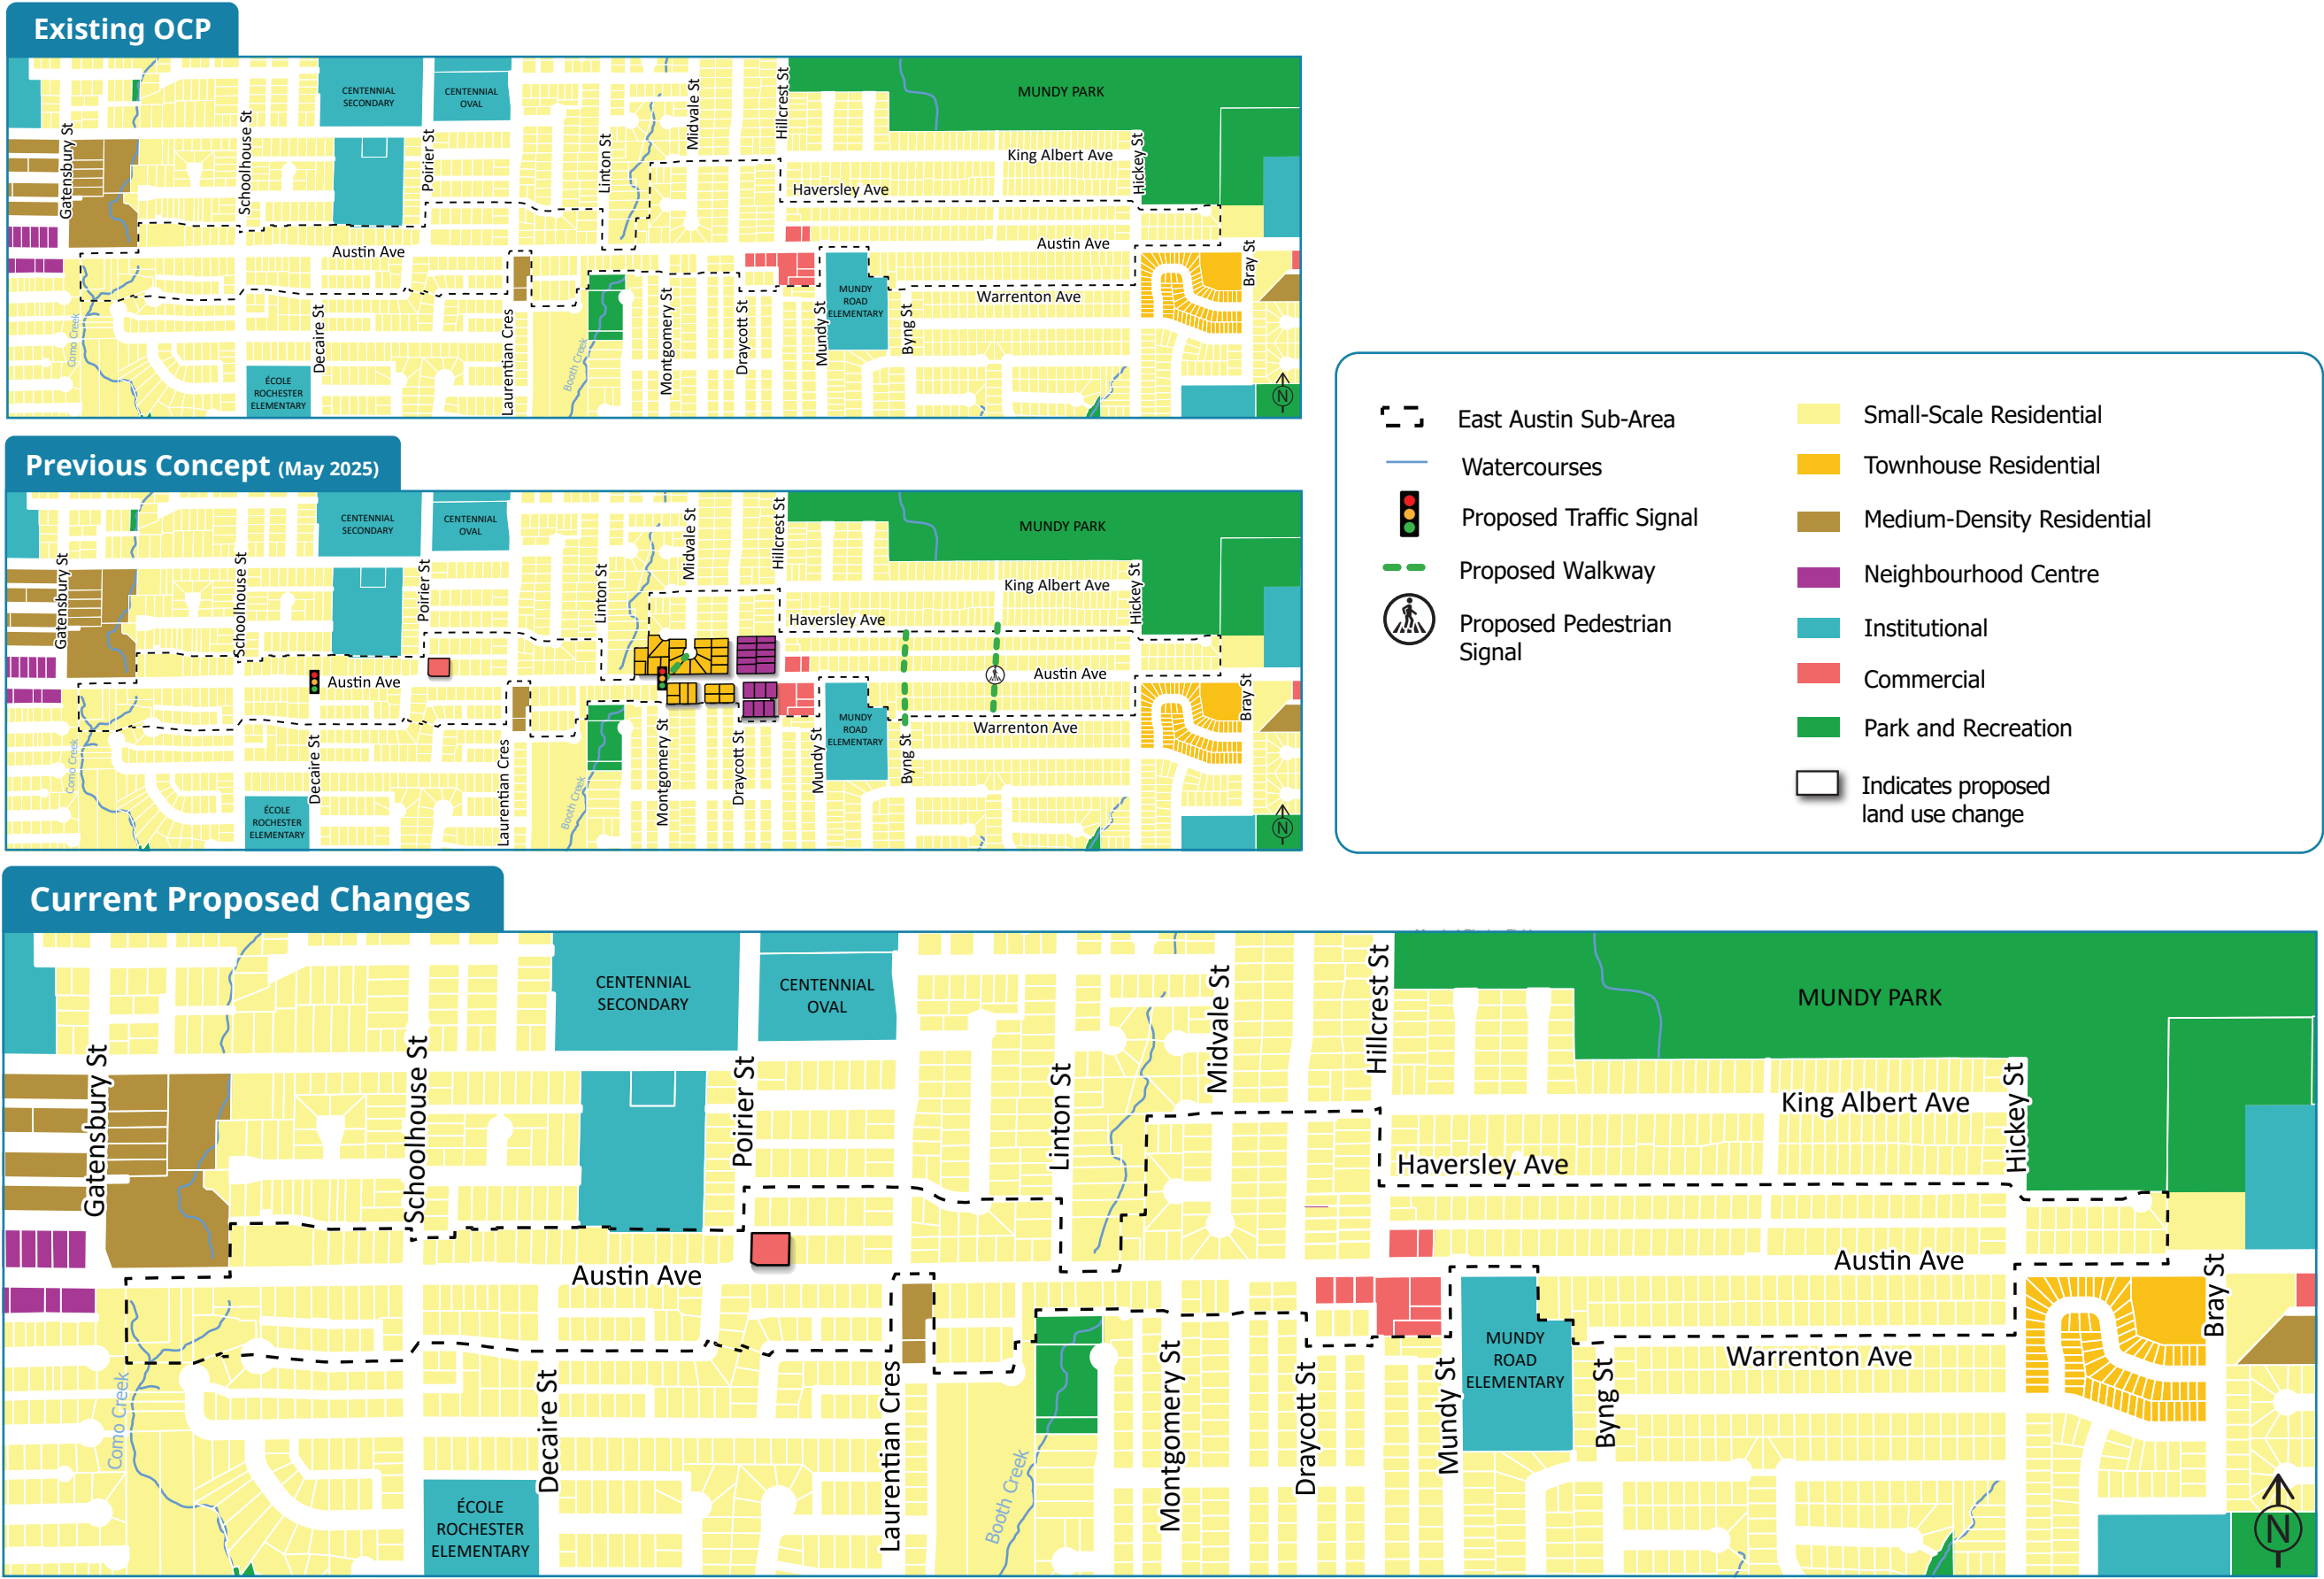 Existing OCP
CENTENNIAL
SECONDARY
CENTENNIAL
OVAL
MUNDY PARK
Gatensbury St
Schoolhouse St
Poirier St
Linton St
Midvale St
Hillcrest St
King Albert Ave
Hickey St
Haversley Ave
Austin Ave
Austin Ave
Bray St
Como Creek
Decaire St
Laurentian Cres
Booth Creek
Montgomery St
Draycott St
Mundy St
MUNDY
ROAD
ELEMENTARY
Byng St
Warrenton Ave
ÉCOLE
ROCHESTER
ELEMENTARY
N
Previous Concept (May 2025)
CENTENNIAL
SECONDARY
CENTENNIAL
OVAL
MUNDY PARK
Gatensbury St
Schoolhouse St
Poirier St
Linton St
Midvale St
Hillcrest St
King Albert Ave
Hickey St
Haversley Ave
Austin Ave
Austin Ave
Bray St
Como Creek
Decaire St
Laurentian Cres
Booth Creek
Montgomery St
Draycott St
Mundy St
MUNDY
ROAD
ELEMENTARY
Byng St
Warrenton Ave
ÉCOLE
ROCHESTER
ELEMENTARY
N
East Austin Sub-Area
Watercourses
Proposed Traffic Signal
Proposed Walkway
Proposed Pedestrian
Signal
Small-Scale Residential
Townhouse Residential
Medium-Density Residential
Neighbourhood Centre
Institutional
Commercial
Park and Recreation
Indicates proposed
land use change
Current Proposed Changes
CENTENNIAL
SECONDARY
CENTENNIAL
OVAL
MUNDY PARK
Gatensbury St
Schoolhouse St
Poirier St
Linton St
Midvale St
Hillcrest St
King Albert Ave
Hickey St
Haversley Ave
Austin Ave
Austin Ave
Bray St
Como Creek
Decaire St
Laurentian Cres
Booth Creek
Montgomery St
Draycott St
Mundy St
MUNDY
ROAD
ELEMENTARY
Byng St
Warrenton Ave
ÉCOLE
ROCHESTER
ELEMENTARY
N